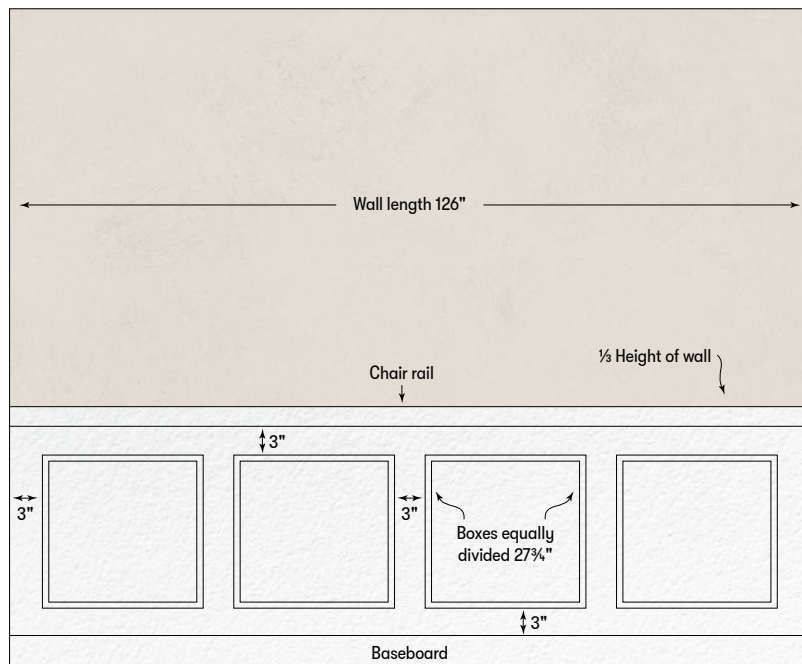 Wall length 126"
⅓ Height of wall
Chair rail
3"
3"
3"
Boxes equally
divided 27¾"
3"
Baseboard